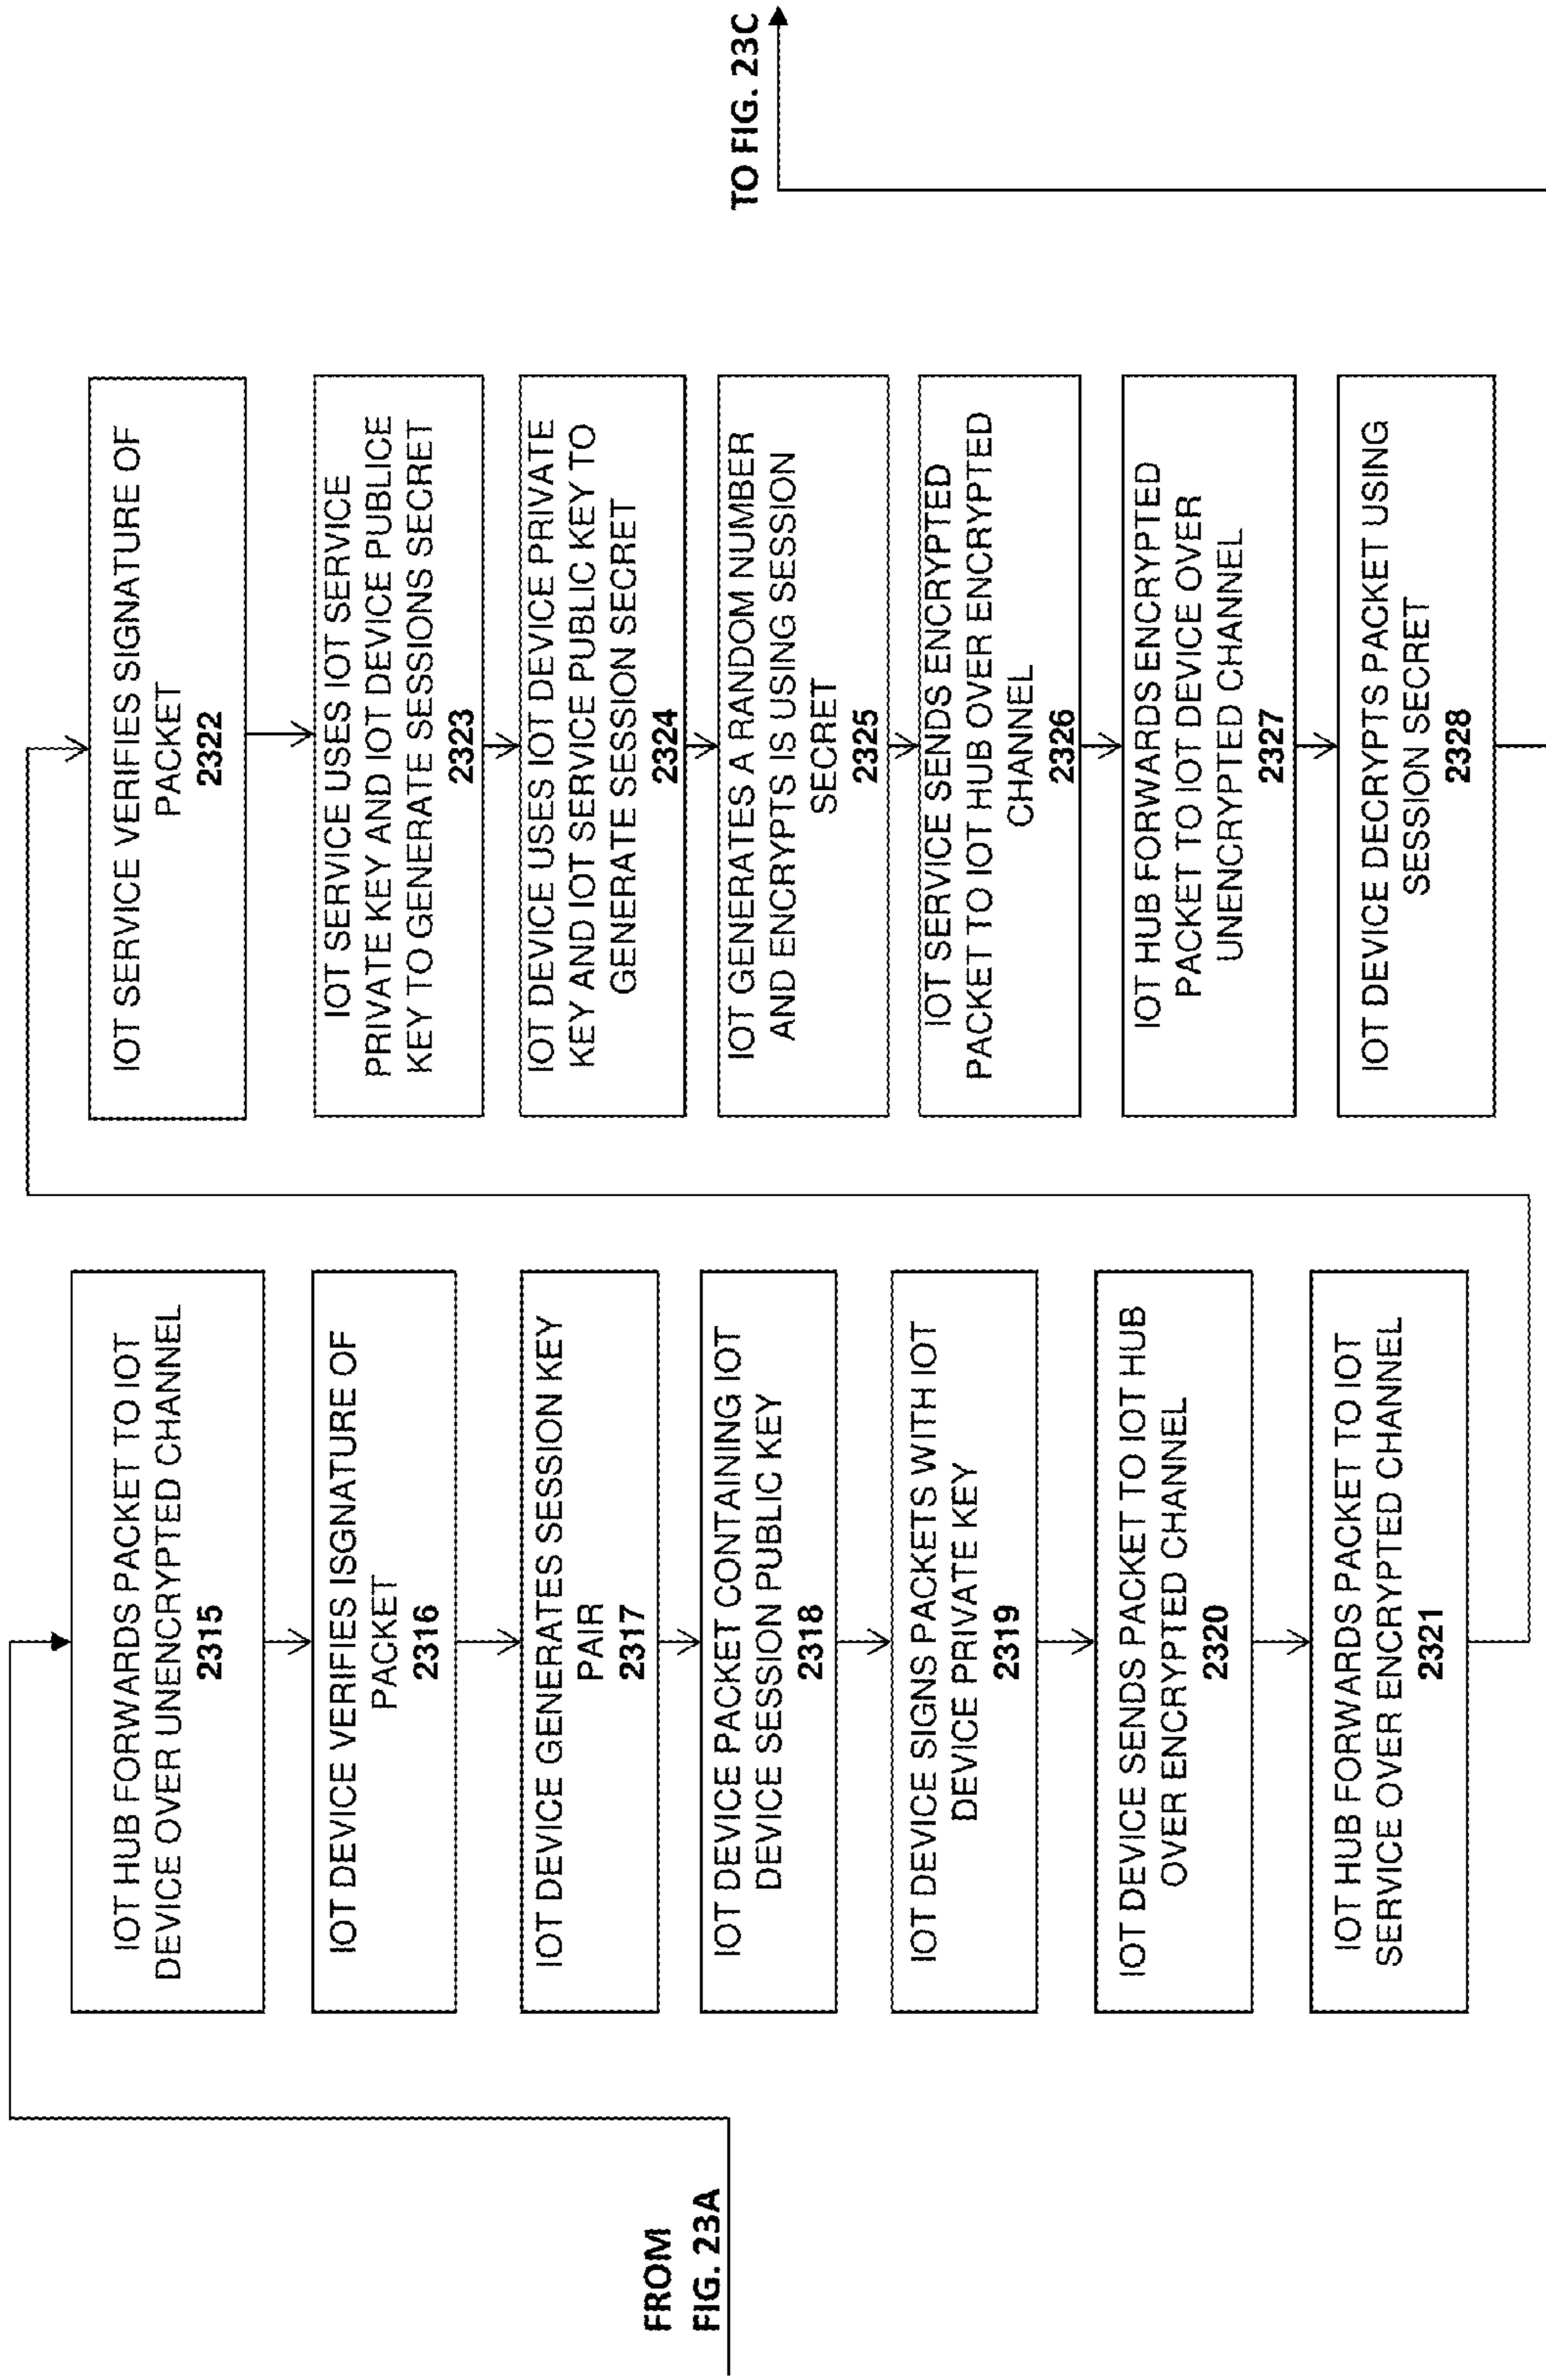 FROM
FIG. 23A
IOT HUB FORWARDS PACKET TO IOT
DEVICE OVER UNENCRYPTED CHANNEL
2315
IOT DEVICE VERIFIES ISGNATURE OF
PACKET
2316
IOT DEVICE GENERATES SESSION KEY
PAIR
2317
IOT DEVICE PACKET CONTAINING IOT
DEVICE SESSION PUBLIC KEY
2318
IOT DEVICE SIGNS PACKETS WITH IOT
DEVICE PRIVATE KEY
2319
IOT DEVICE SENDS PACKET TO IOT HUB
OVER ENCRYPTED CHANNEL
2320
IOT HUB FORWARDS PACKET TO IOT
SERVICE OVER ENCRYPTED CHANNEL
2321
IOT SERVICE VERIFIES SIGNATURE OF
PACKET
2322
IOT SERVICE USES IOT SERVICE
PRIVATE KEY AND IOT DEVICE PUBLICE
KEY TO GENERATE SESSIONS SECRET
2323
IOT DEVICE USES IOT DEVICE PRIVATE
KEY AND IOT SERVICE PUBLIC KEY TO
GENERATE SESSION SECRET
2324
IOT GENERATES A RANDOM NUMBER
AND ENCRYPTS IS USING SESSION
SECRET
2325
IOT SERVICE SENDS ENCRYPTED
PACKET TO IOT HUB OVER ENCRYPTED
CHANNEL
2326
IOT HUB FORWARDS ENCRYPTED
PACKET TO IOT DEVICE OVER
UNENCRYPTED CHANNEL
2327
IOT DEVICE DECRYPTS PACKET USING
SESSION SECRET
2328
TO FIG. 23C